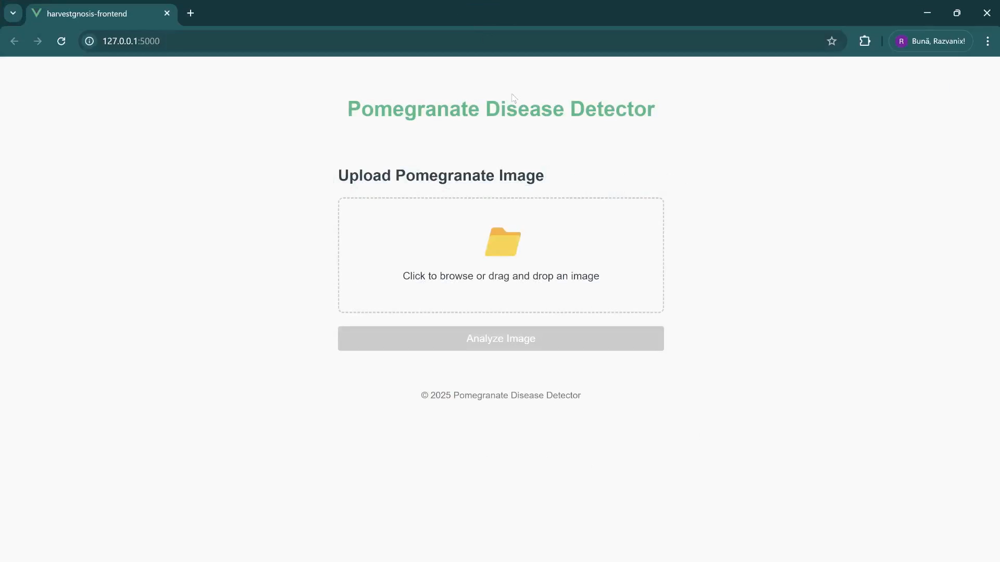 harvestgnosis-frontend
127.0.0.1:5000
R
Bună, Razvanix!
Pomegranate Disease Detector
Upload Pomegranate Image
Click to browse or drag and drop an image
Analyze Image
© 2025 Pomegranate Disease Detector